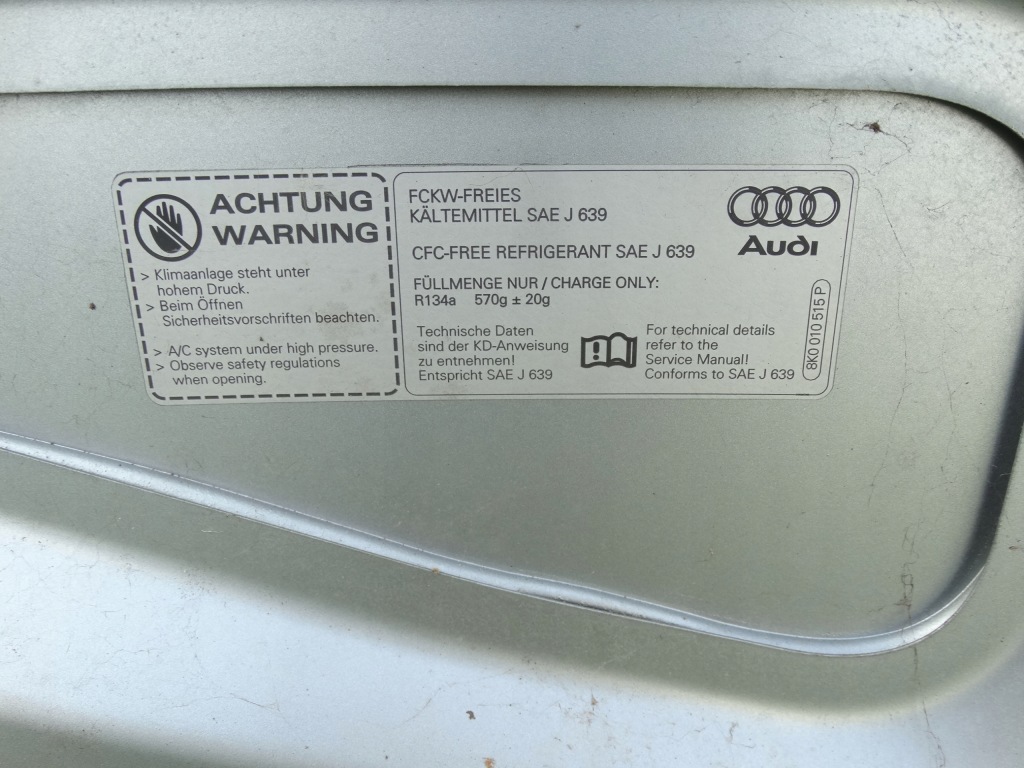 ACHTUNG
WARNING
> Klimaanlage steht unter
hohem Druck.
> Beim Öffnen
Sicherheitsvorschriften beachten.
> A/C system under high pressure.
> Observe safety regulations
when opening.
FCKW-FREIES
KÄLTEMITTEL SAE J 639
CFC-FREE REFRIGERANT SAE J 639
FÜLLMENGE NUR / CHARGE ONLY:
R134a 570g ± 20g
Technische Daten
sind der KD-Anweisung
zu entnehmen!
Entspricht SAE J 639
For technical details
refer to the
Service Manual!
Conforms to SAE J 639
Audi
8K0 010 515 P